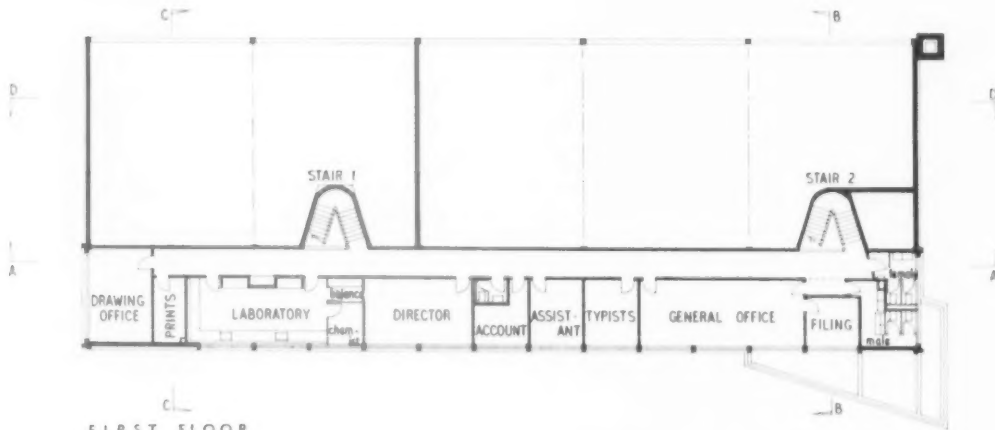 C
B
D
D
STAIR 1
STAIR 2
A
A
DRAWING
OFFICE
PRINTS
LABORATORY
balance
chem-
ist
DIRECTOR
ACCOUNT
ASSIST-
ANT
TYPISTS
GENERAL OFFICE
FILING
female
male
C
B
FIRST FLOOR